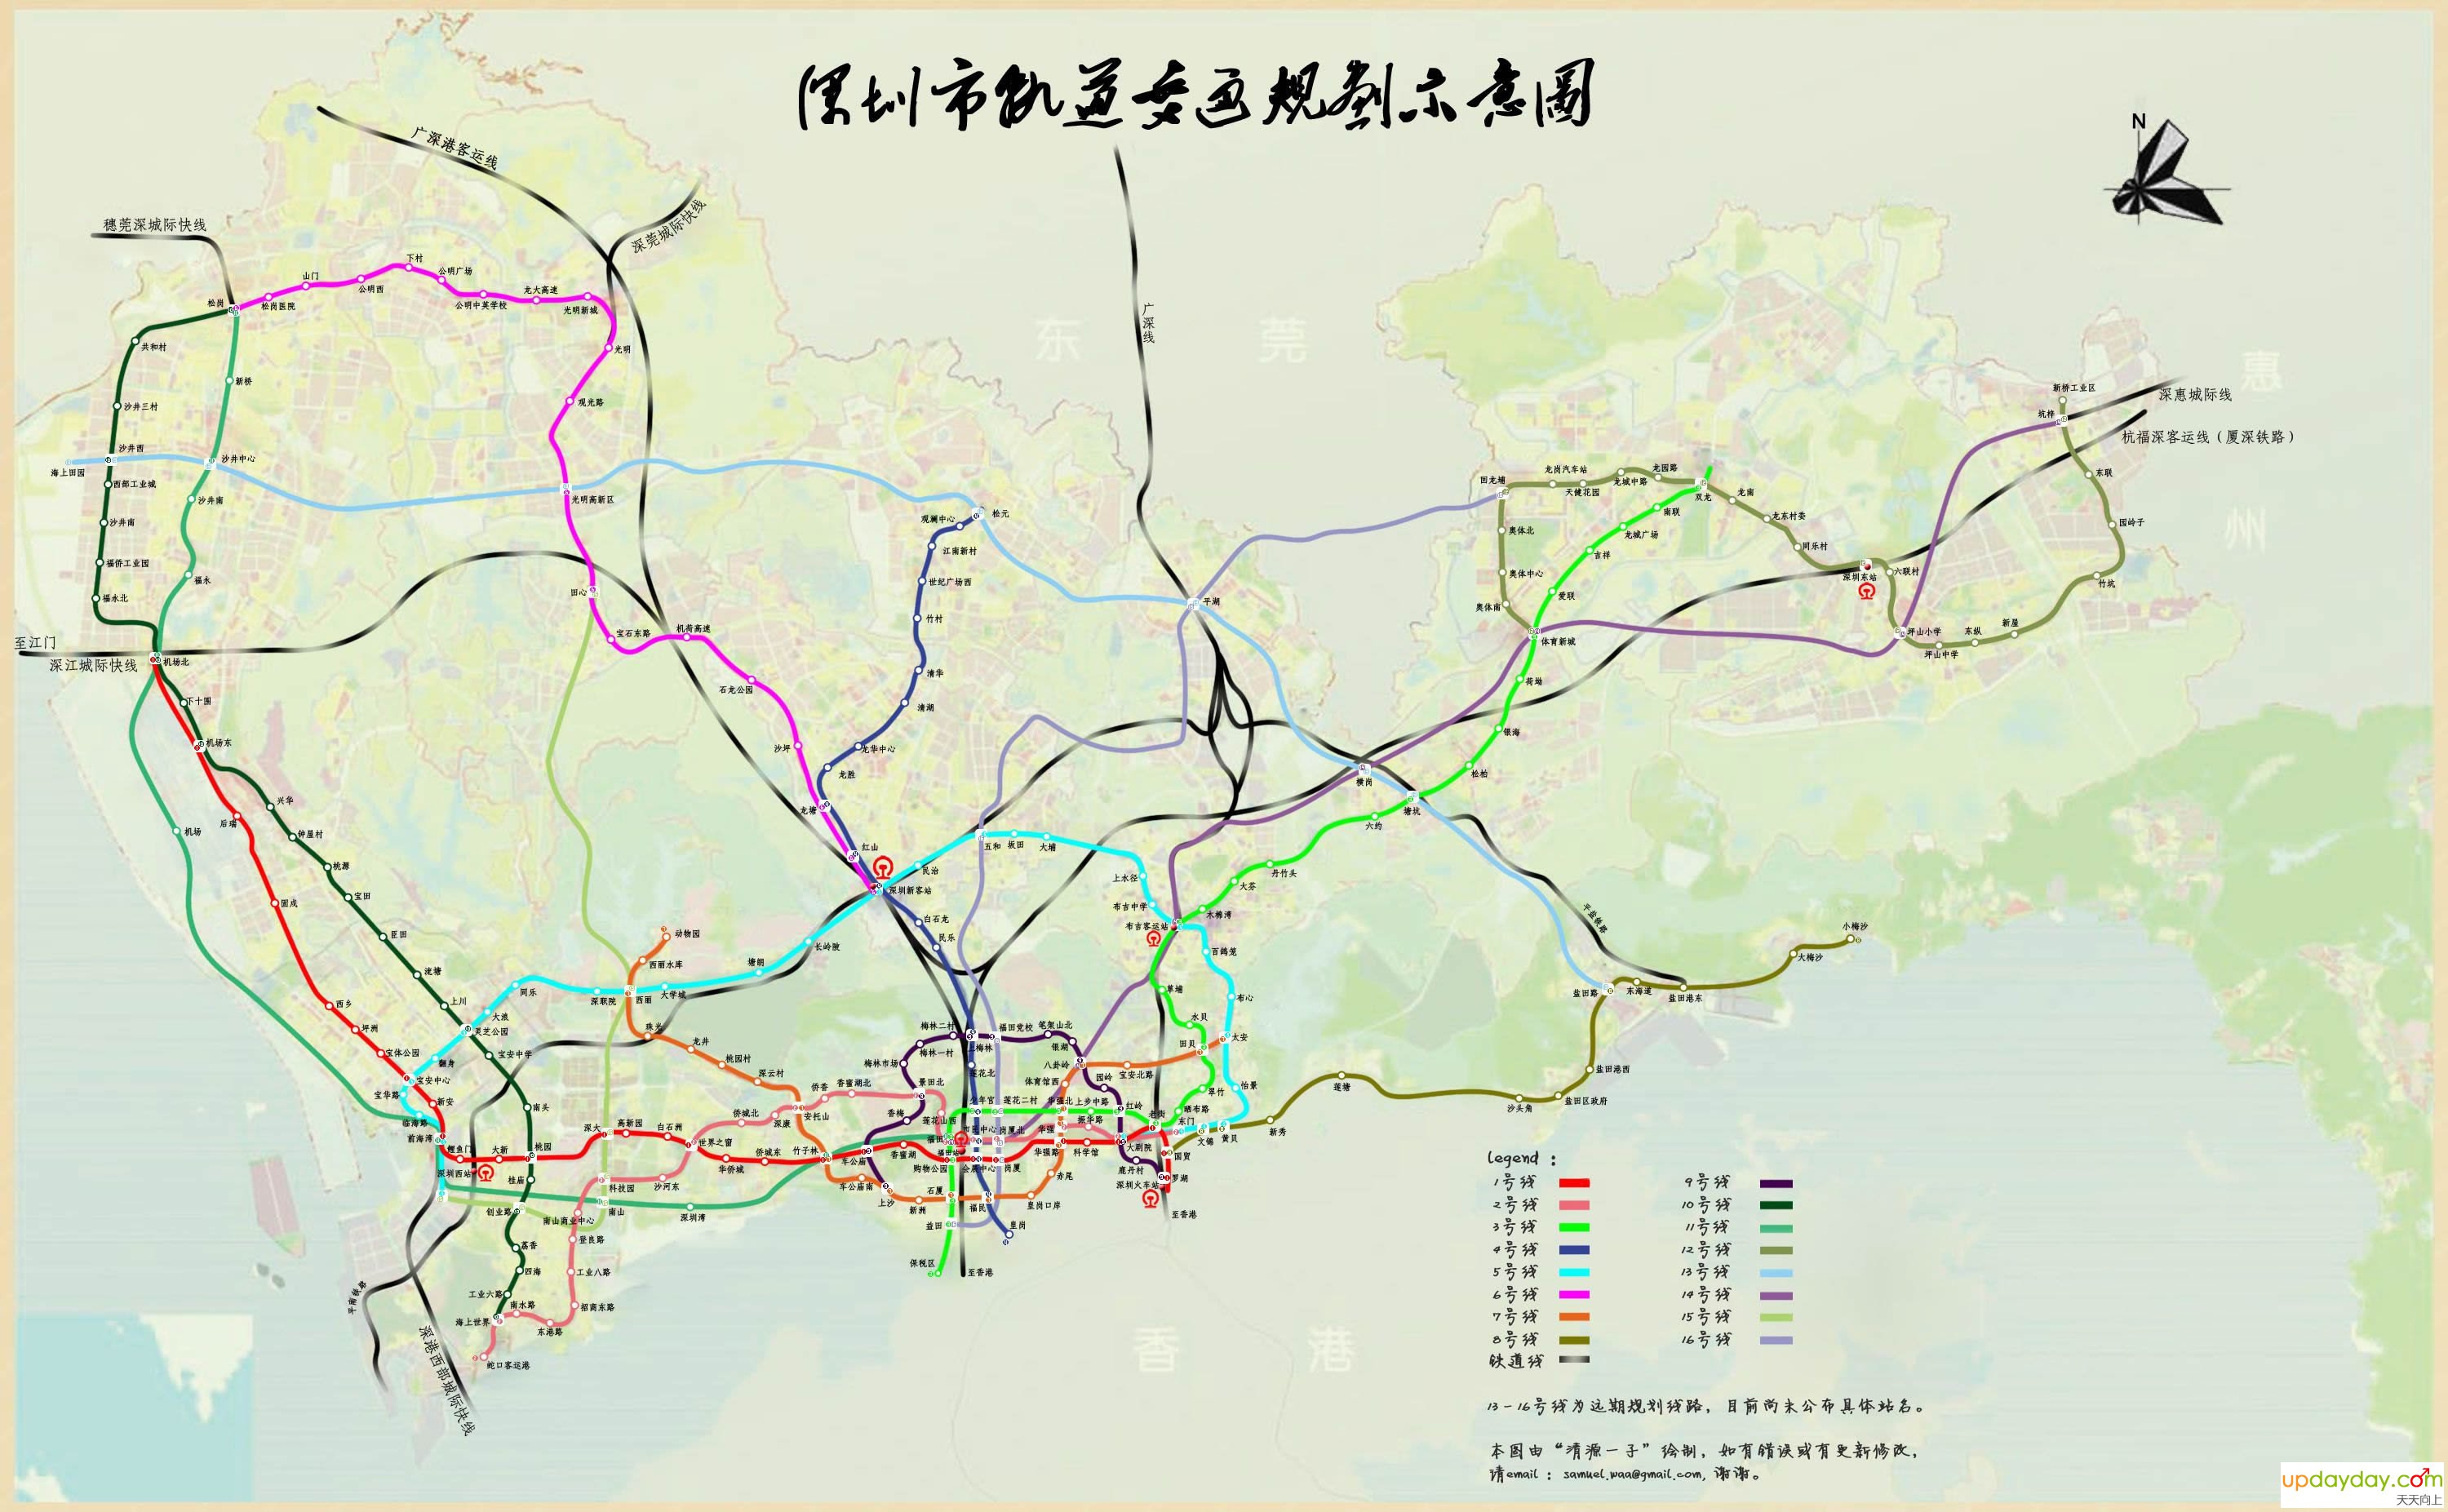 深圳市轨道交通规划示意图
N
广深港客运线
深莞城际快线
穗莞深城际快线
广深线
东莞
惠州
深惠城际线
杭福深客运线（厦深铁路）
至江门
深江城际快线
平盐铁路
平南铁路
深港西部城际快线
至香港
至香港
香港
松岗
松岗医院
山门
公明西
下村
公明广场
公明中英学校
龙大高速
光明新城
光明
观光路
光明高新区
田心
宝石东路
机荷高速
石龙公园
沙坪
龙塘
红山
深圳新客站
共和村
沙井三村
沙井西
西部工业城
沙井南
福侨工业园
福永北
机场北
下十围
机场东
兴华
钟屋村
桃源
宝田
臣田
流塘
上川
灵芝公园
宝安中学
南头
桃园
桂庙
创业路
荔香
四海
工业六路
海上世界
新桥
沙井中心
沙井南
福永
机场
海上田园
后瑞
固戍
西乡
坪洲
宝体公园
宝安中心
新安
前海湾
鲤鱼门
大新
深大
高新园
白石洲
世界之窗
华侨城
侨城东
竹子林
车公庙
香蜜湖
购物公园
会展中心
岗厦
华强路
科学馆
大剧院
老街
国贸
罗湖
深圳火车站
深圳西站
临海路
宝华路
翻身
大浪
同乐
深职院
西丽
大学城
塘朗
长岭陂
民治
五和
坂田
大埔
上水径
布吉中学
布吉客运站
百鸽笼
布心
太安
怡景
黄贝
文锦
东门
观澜中心
松元
江南新村
世纪广场西
竹村
清华
清湖
龙华中心
龙胜
白石龙
民乐
上梅林
莲花北
少年官
市民中心
福民
皇岗
动物园
西丽水库
珠光
龙井
桃园村
深云村
安托山
车公庙南
上沙
新洲
石厦
皇岗口岸
赤尾
华强
华强北
体育馆西
八卦岭
宝安北路
田贝
梅林二村
梅林一村
梅林市场
景田北
香梅
福田党校
笔架山北
银湖
园岭
红岭
鹿丹村
蛇口客运港
南水路
东港路
招商东路
工业八路
登良路
南山商业中心
科技园
沙河东
侨城北
深康
侨香
香蜜湖北
莲花山西
福田
福田站
岗厦北
振华路
南山
深圳湾
保税区
益田
莲花二村
上步中路
晒布路
翠竹
水贝
草埔
木棉湾
大芬
丹竹头
六约
塘坑
横岗
松柏
银海
荷坳
体育新城
爱联
吉祥
龙城广场
南联
双龙
平湖
回龙埔
龙岗汽车站
天健花园
龙城中路
龙园路
龙南
龙东村委
同乐村
深圳东站
六联村
坪山小学
坪山中学
东纵
新屋
竹坑
园岭子
东联
坑梓
新桥工业区
奥体北
奥体中心
奥体南
新秀
莲塘
沙头角
盐田区政府
盐田港西
盐田路
东海道
盐田港东
大梅沙
小梅沙
legend :
1号线 9号线
2号线 10号线
3号线 11号线
4号线 12号线
5号线 13号线
6号线 14号线
7号线 15号线
8号线 16号线
铁道线
13-16号线为远期规划线路，目前尚未公布具体站名。
本图由“清源一子”绘制，如有错误或有更新修改，
请email : samuel.waa@gmail.com, 谢谢。
updayday.com
天天向上